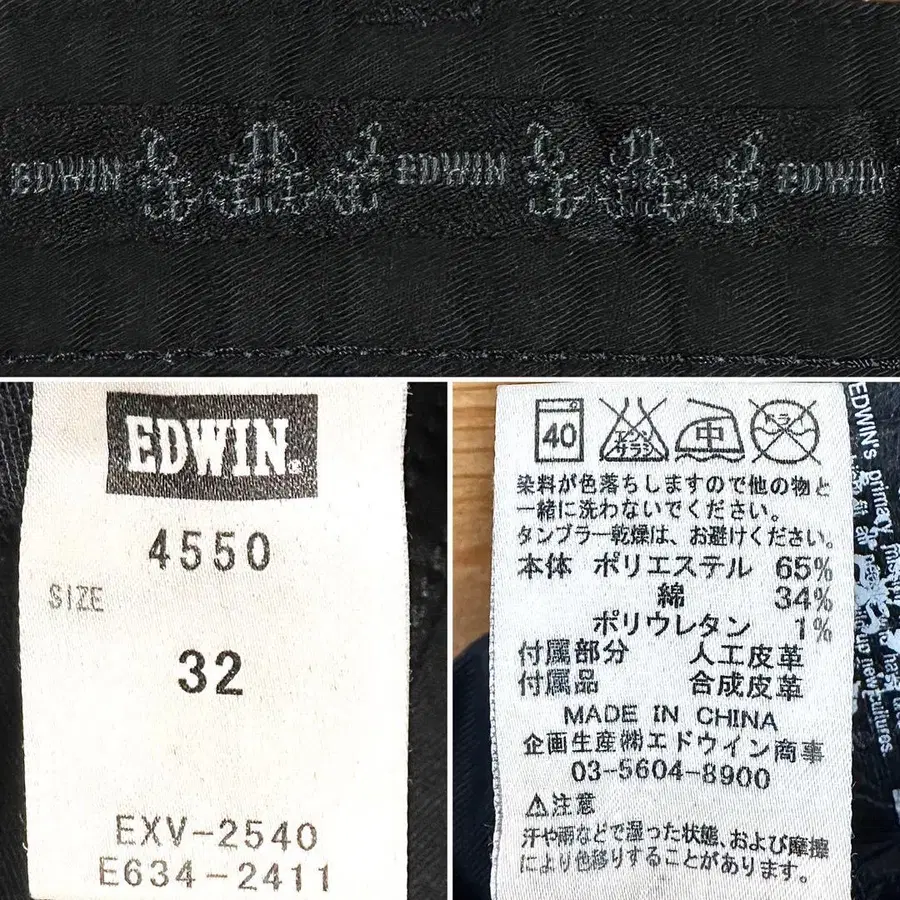 EDWIN EDWIN EDWIN
EDWIN®
4550
SIZE
32
EXV-2540
E634-2411
40
エンソ
サラシ
中
ドライ
染料が色落ちしますので他の物と
一緒に洗わないでください。
タンブラー乾燥は、お避けください。
本体 ポリエステル 65%
綿 34%
ポリウレタン 1%
付属部分 人工皮革
付属品 合成皮革
MADE IN CHINA
企画生産㈱エドウイン商事
03-5604-8900
⚠注意
汗や雨などで湿った状態、および摩擦
により色移りすることがあります。
EDWIN's primary
new futures.